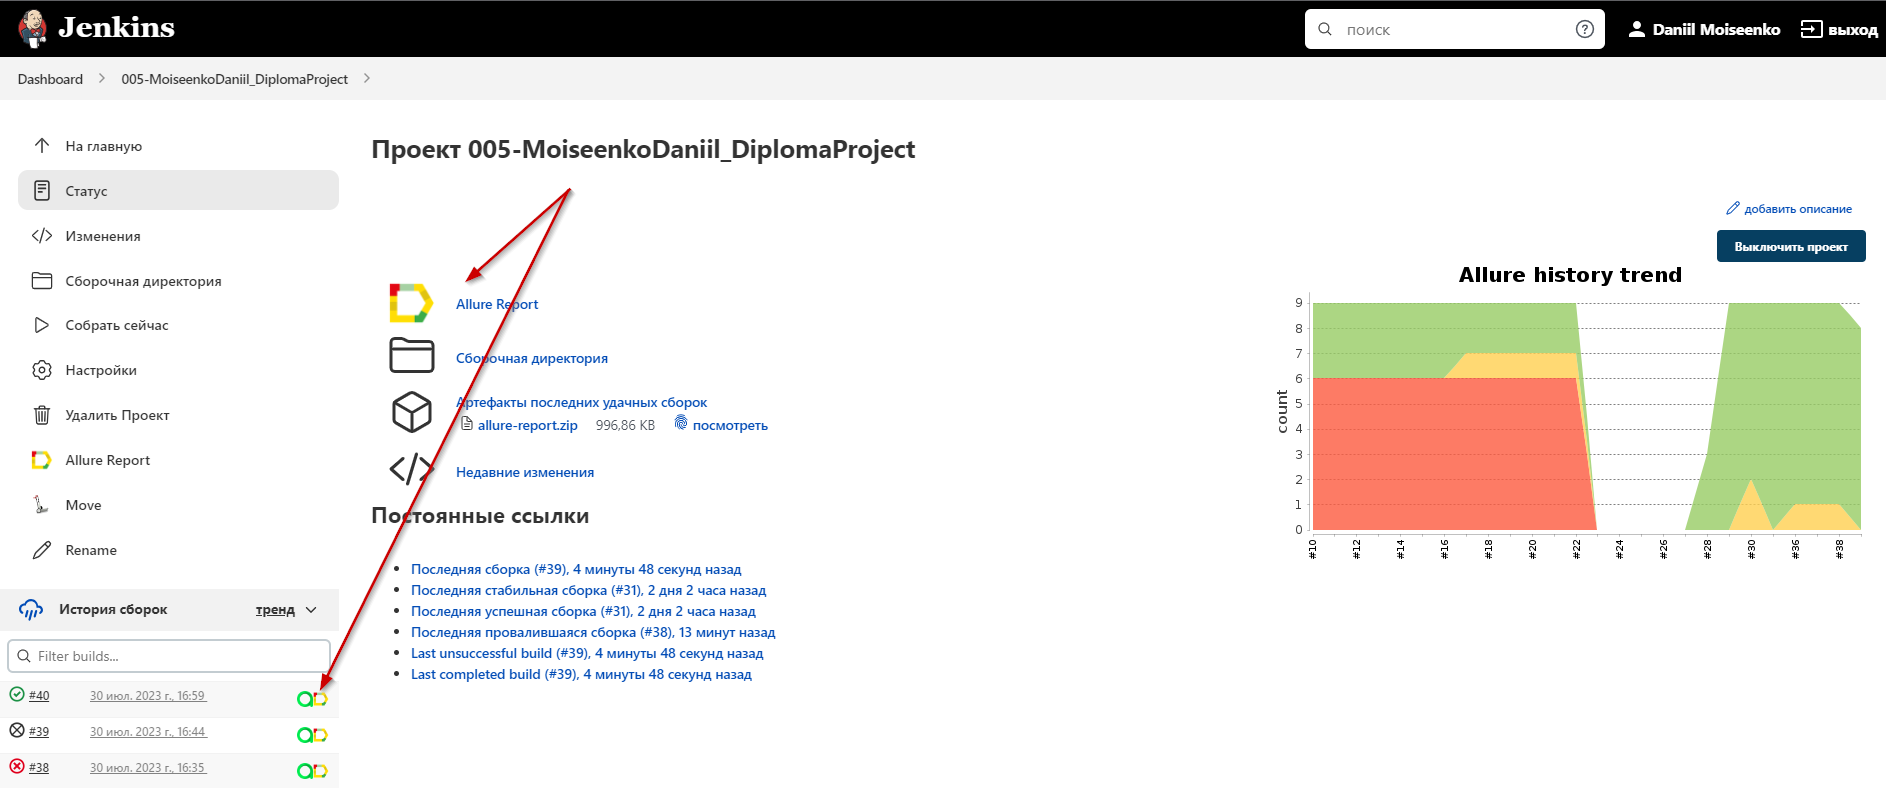 Jenkins
поиск
Daniil Moiseenko
выход
Dashboard
005-MoiseenkoDaniil_DiplomaProject
На главную
Статус
Изменения
Сборочная директория
Собрать сейчас
Настройки
Удалить Проект
Allure Report
Move
Rename
История сборок
тренд
Filter builds...
#40 30 июл. 2023 г., 16:59
#39 30 июл. 2023 г., 16:44
#38 30 июл. 2023 г., 16:35
Проект 005-MoiseenkoDaniil_DiplomaProject
Allure Report
Сборочная директория
Артефакты последних удачных сборок
allure-report.zip 996,86 KB посмотреть
Недавние изменения
Постоянные ссылки
Последняя сборка (#39), 4 минуты 48 секунд назад
Последняя стабильная сборка (#31), 2 дня 2 часа назад
Последняя успешная сборка (#31), 2 дня 2 часа назад
Последняя провалившаяся сборка (#38), 13 минут назад
Last unsuccessful build (#39), 4 минуты 48 секунд назад
Last completed build (#39), 4 минуты 48 секунд назад
добавить описание
Выключить проект
Allure history trend
count
9
8
7
6
5
4
3
2
1
0
#10 #12 #14 #16 #18 #20 #22 #24 #26 #28 #30 #36 #38